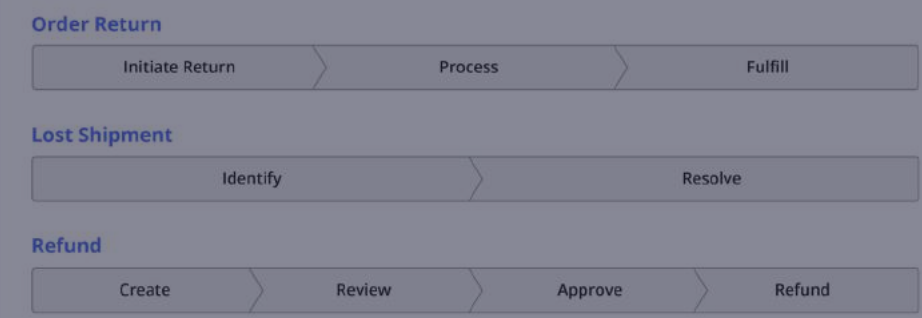 Order Return
Initiate Return Process Fulfill
Lost Shipment
Identify Resolve
Refund
Create Review Approve Refund